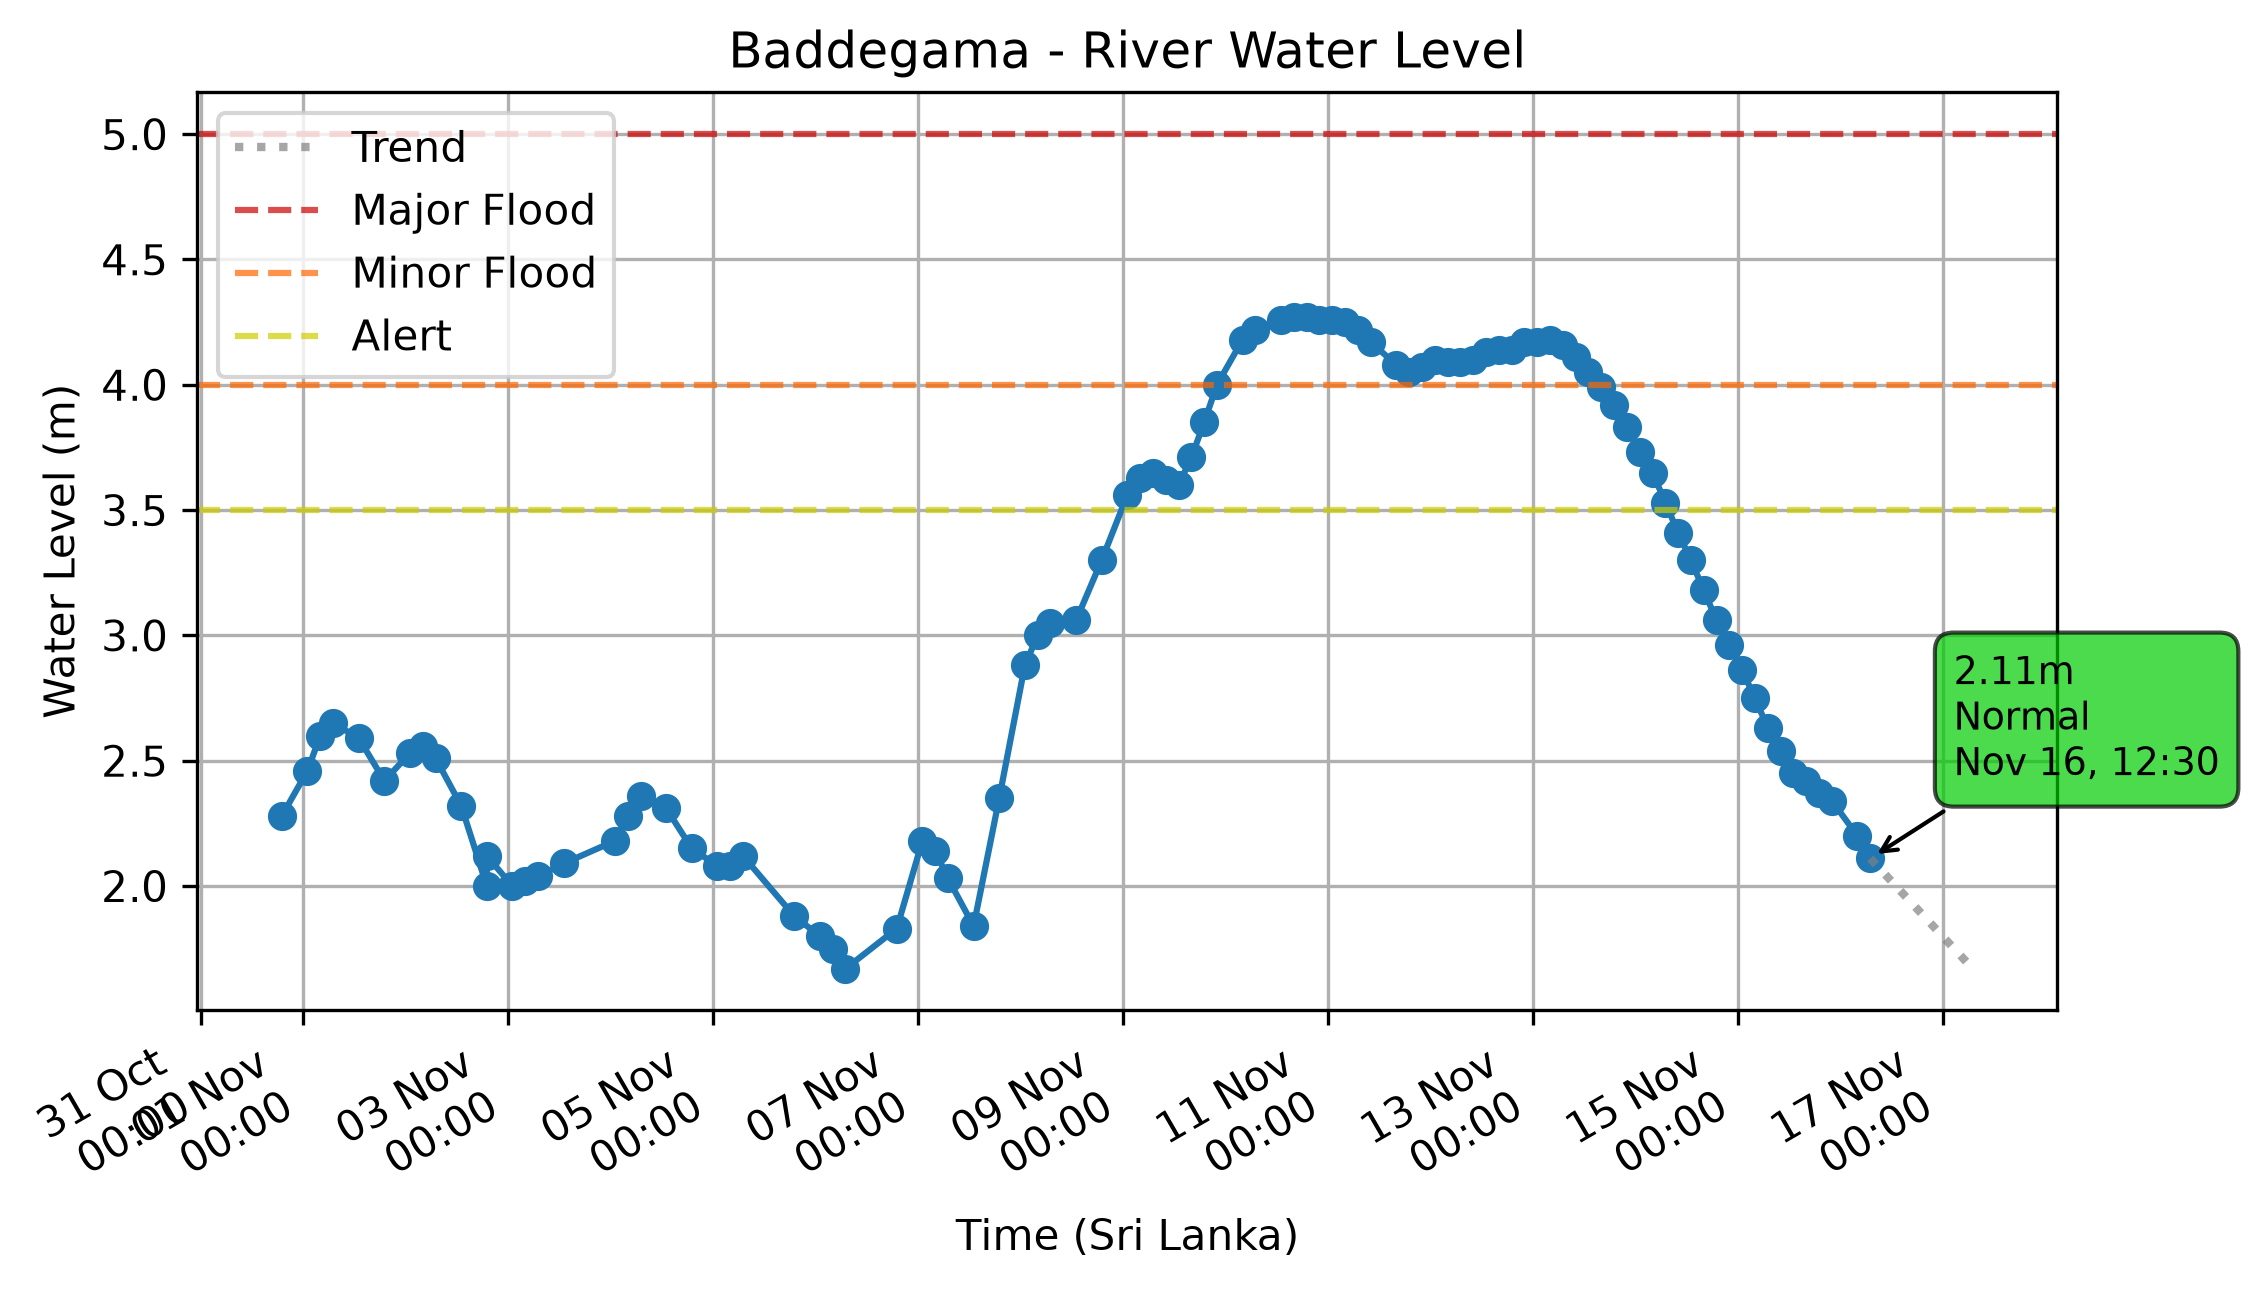 Baddegama - River Water Level
Trend
Major Flood
Minor Flood
Alert
5.0
4.5
4.0
3.5
3.0
2.5
2.0
Water Level (m)
2.11m
Normal
Nov 16, 12:30
31 Oct
00:00
01 Nov
00:00
03 Nov
00:00
05 Nov
00:00
07 Nov
00:00
09 Nov
00:00
11 Nov
00:00
13 Nov
00:00
15 Nov
00:00
17 Nov
00:00
Time (Sri Lanka)